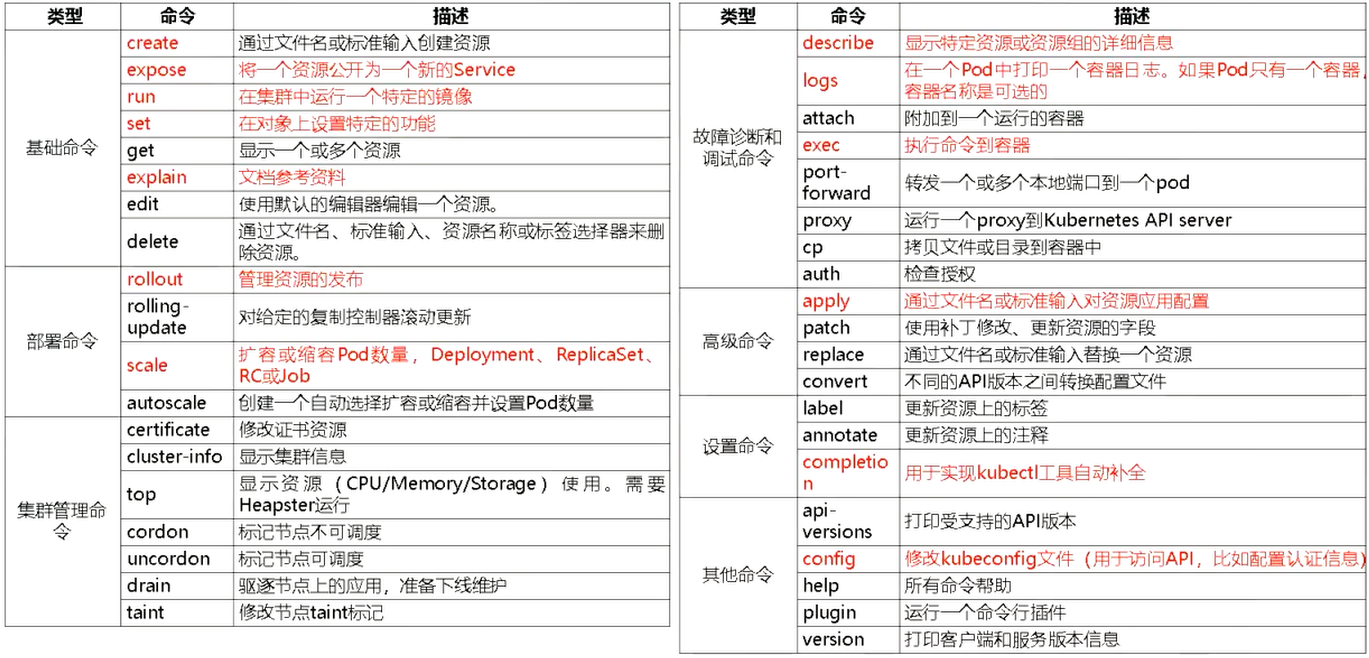 类型 命令 描述
基础命令
create 通过文件名或标准输入创建资源
expose 将一个资源公开为一个新的Service
run 在集群中运行一个特定的镜像
set 在对象上设置特定的功能
get 显示一个或多个资源
explain 文档参考资料
edit 使用默认的编辑器编辑一个资源。
delete 通过文件名、标准输入、资源名称或标签选择器来删
除资源。
部署命令
rollout 管理资源的发布
rolling-
update 对给定的复制控制器滚动更新
scale 扩容或缩容Pod数量，Deployment、ReplicaSet、
RC或Job
autoscale 创建一个自动选择扩容或缩容并设置Pod数量
集群管理命
令
certificate 修改证书资源
cluster-info 显示集群信息
top 显示资源（CPU/Memory/Storage）使用。需要
Heapster运行
cordon 标记节点不可调度
uncordon 标记节点可调度
drain 驱逐节点上的应用，准备下线维护
taint 修改节点taint标记
类型 命令 描述
故障诊断和
调试命令
describe 显示特定资源或资源组的详细信息
logs 在一个Pod中打印一个容器日志。如果Pod只有一个容器，
容器名称是可选的
attach 附加到一个运行的容器
exec 执行命令到容器
port-
forward 转发一个或多个本地端口到一个pod
proxy 运行一个proxy到Kubernetes API server
cp 拷贝文件或目录到容器中
auth 检查授权
高级命令
apply 通过文件名或标准输入对资源应用配置
patch 使用补丁修改、更新资源的字段
replace 通过文件名或标准输入替换一个资源
convert 不同的API版本之间转换配置文件
设置命令
label 更新资源上的标签
annotate 更新资源上的注释
completio
n 用于实现kubectl工具自动补全
其他命令
api-
versions 打印受支持的API版本
config 修改kubeconfig文件（用于访问API，比如配置认证信息）
help 所有命令帮助
plugin 运行一个命令行插件
version 打印客户端和服务版本信息